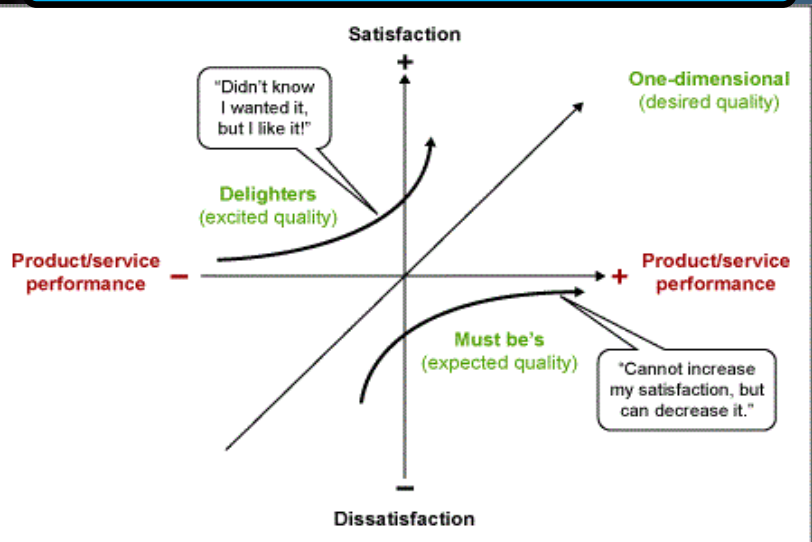 Satisfaction
+
“Didn’t know
I wanted it,
but I like it!”
One-dimensional
(desired quality)
Delighters
(excited quality)
Product/service
performance
–
+
Product/service
performance
Must be’s
(expected quality)
“Cannot increase
my satisfaction, but
can decrease it.”
–
Dissatisfaction